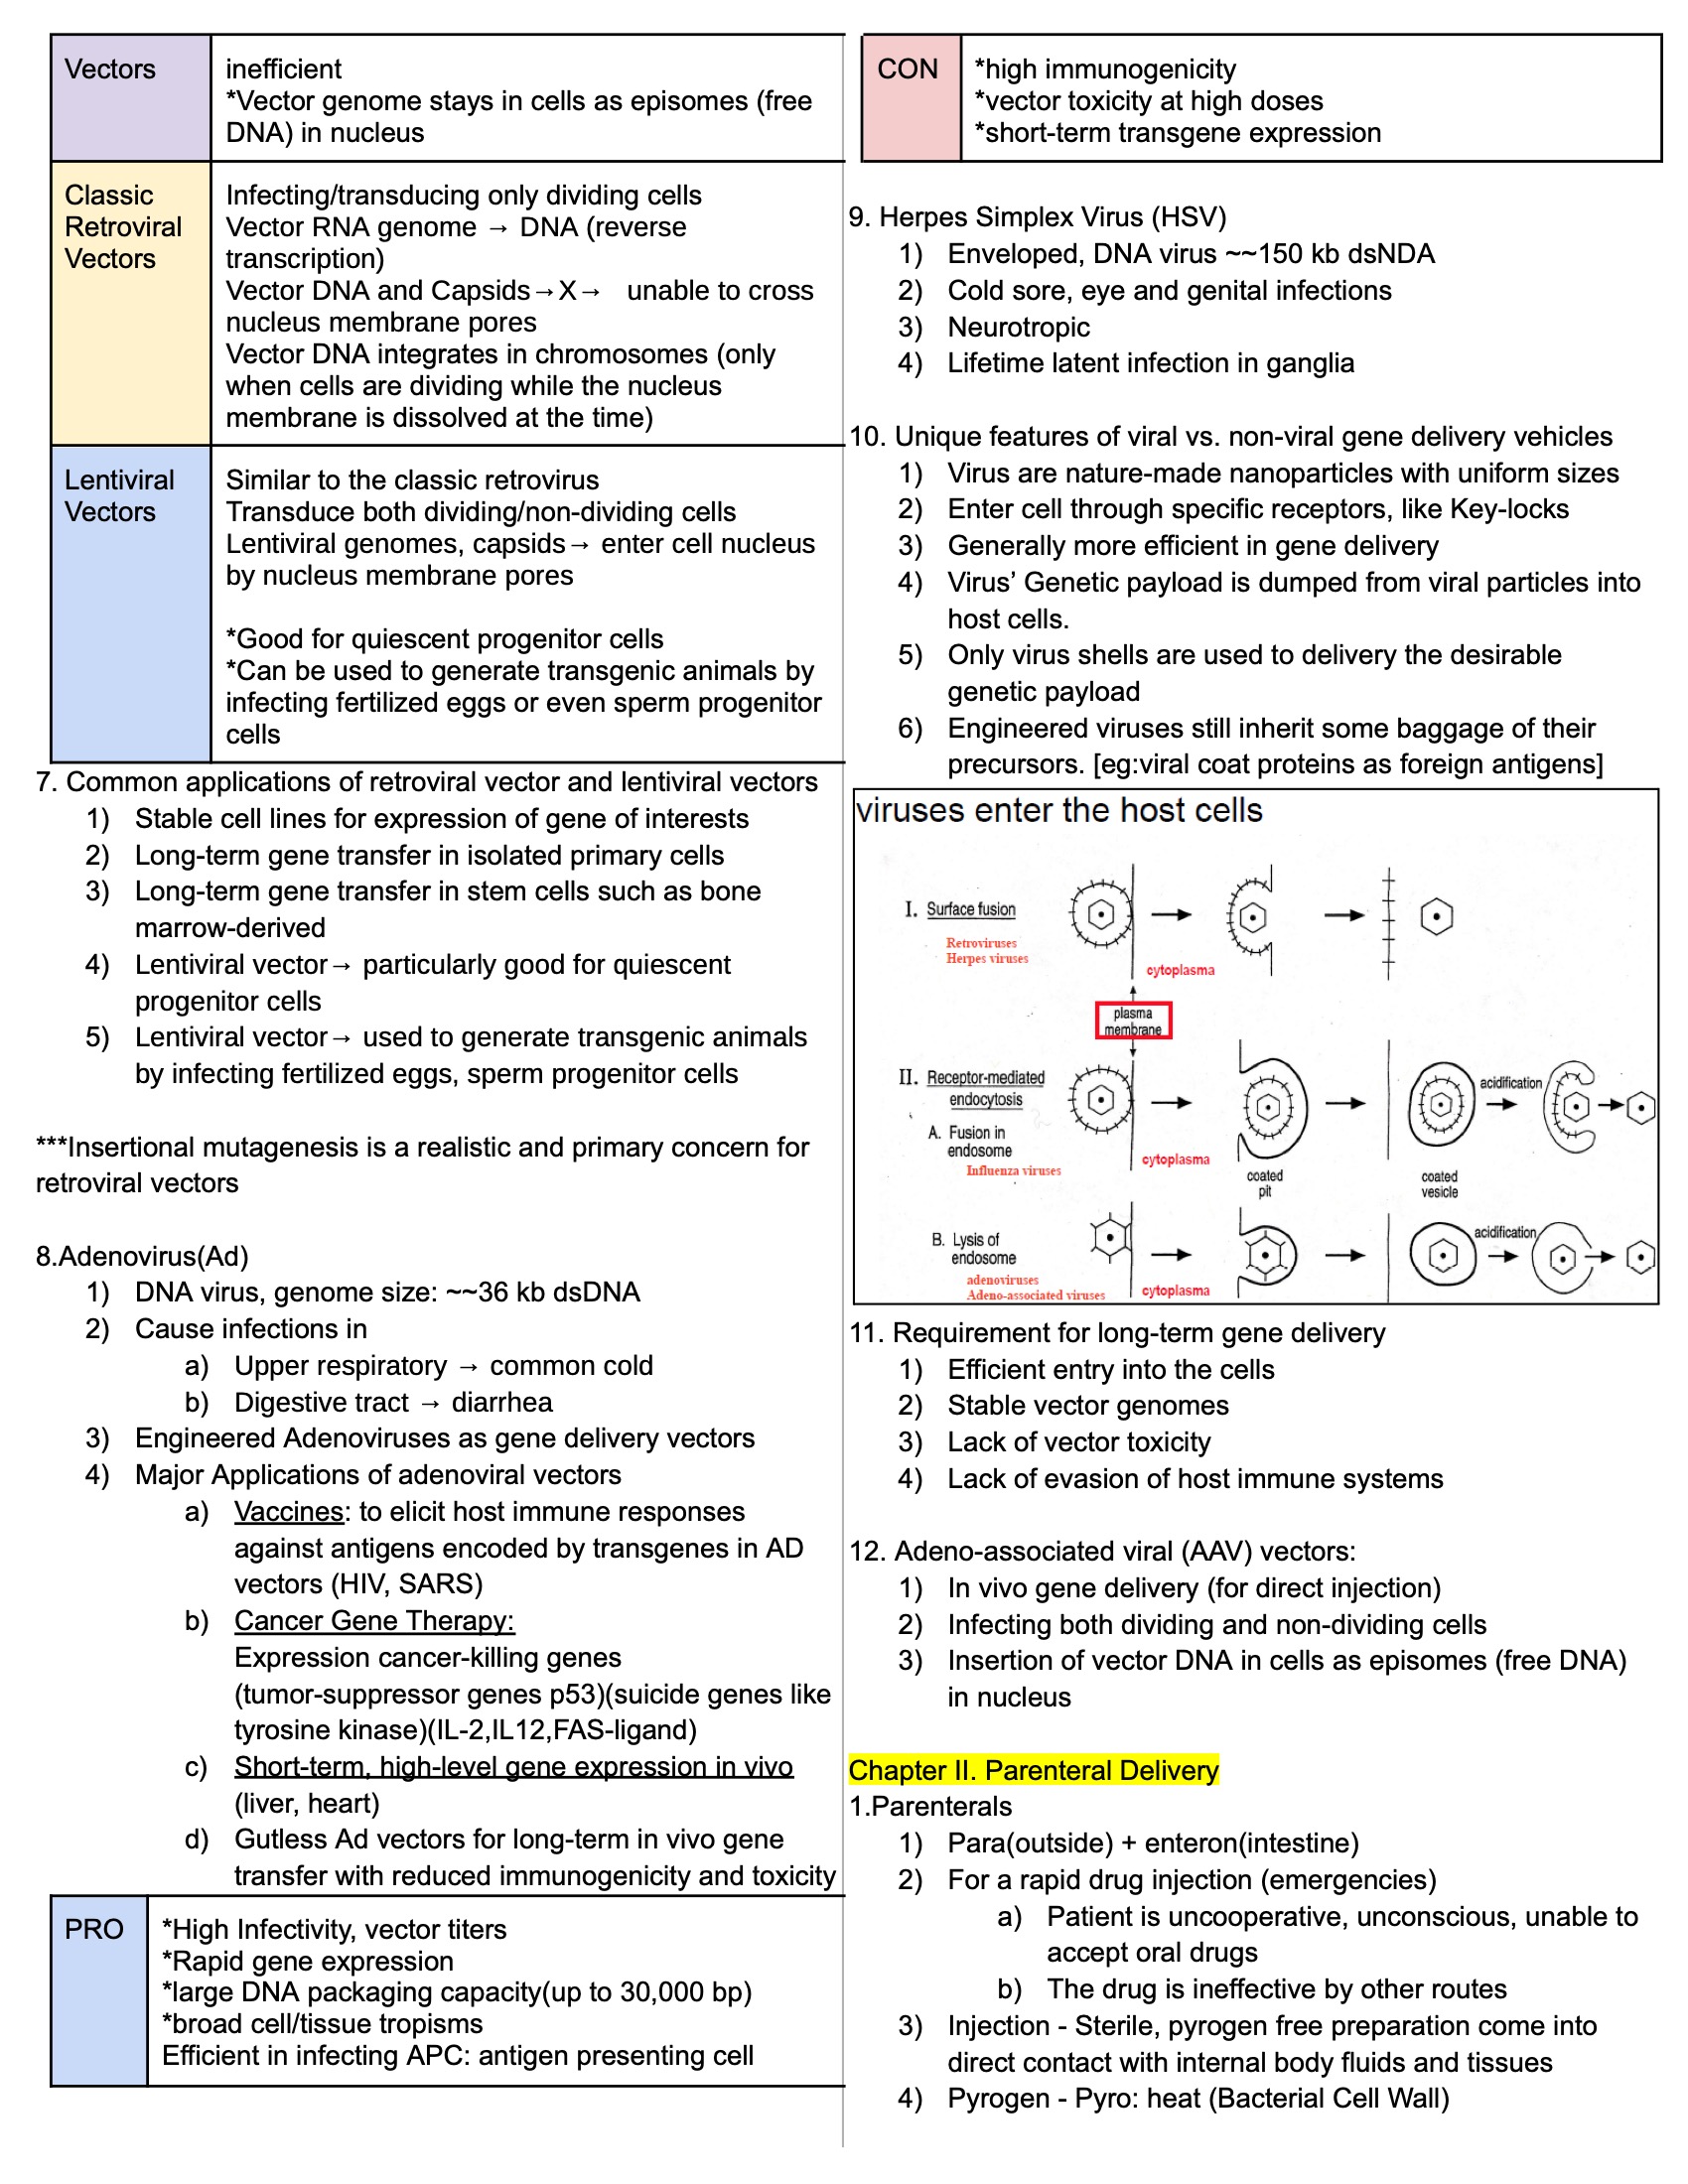 Vectors
inefficient
*Vector genome stays in cells as episomes (free
DNA) in nucleus
Classic
Retroviral
Vectors
Infecting/transducing only dividing cells
Vector RNA genome → DNA (reverse
transcription)
Vector DNA and Capsids→X→ unable to cross
nucleus membrane pores
Vector DNA integrates in chromosomes (only
when cells are dividing while the nucleus
membrane is dissolved at the time)
Lentiviral
Vectors
Similar to the classic retrovirus
Transduce both dividing/non-dividing cells
Lentiviral genomes, capsids→ enter cell nucleus
by nucleus membrane pores
*Good for quiescent progenitor cells
*Can be used to generate transgenic animals by
infecting fertilized eggs or even sperm progenitor
cells
7. Common applications of retroviral vector and lentiviral vectors
1) Stable cell lines for expression of gene of interests
2) Long-term gene transfer in isolated primary cells
3) Long-term gene transfer in stem cells such as bone
marrow-derived
4) Lentiviral vector→ particularly good for quiescent
progenitor cells
5) Lentiviral vector→ used to generate transgenic animals
by infecting fertilized eggs, sperm progenitor cells
***Insertional mutagenesis is a realistic and primary concern for
retroviral vectors
8.Adenovirus(Ad)
1) DNA virus, genome size: ~~36 kb dsDNA
2) Cause infections in
a) Upper respiratory → common cold
b) Digestive tract → diarrhea
3) Engineered Adenoviruses as gene delivery vectors
4) Major Applications of adenoviral vectors
a) Vaccines: to elicit host immune responses
against antigens encoded by transgenes in AD
vectors (HIV, SARS)
b) Cancer Gene Therapy:
Expression cancer-killing genes
(tumor-suppressor genes p53)(suicide genes like
tyrosine kinase)(IL-2,IL12,FAS-ligand)
c) Short-term, high-level gene expression in vivo
(liver, heart)
d) Gutless Ad vectors for long-term in vivo gene
transfer with reduced immunogenicity and toxicity
PRO
*High Infectivity, vector titers
*Rapid gene expression
*large DNA packaging capacity(up to 30,000 bp)
*broad cell/tissue tropisms
Efficient in infecting APC: antigen presenting cell
CON
*high immunogenicity
*vector toxicity at high doses
*short-term transgene expression
9. Herpes Simplex Virus (HSV)
1) Enveloped, DNA virus ~~150 kb dsNDA
2) Cold sore, eye and genital infections
3) Neurotropic
4) Lifetime latent infection in ganglia
10. Unique features of viral vs. non-viral gene delivery vehicles
1) Virus are nature-made nanoparticles with uniform sizes
2) Enter cell through specific receptors, like Key-locks
3) Generally more efficient in gene delivery
4) Virus’ Genetic payload is dumped from viral particles into
host cells.
5) Only virus shells are used to delivery the desirable
genetic payload
6) Engineered viruses still inherit some baggage of their
precursors. [eg:viral coat proteins as foreign antigens]
viruses enter the host cells
I. Surface fusion
Retroviruses
Herpes viruses
cytoplasma
plasma
membrane
II. Receptor-mediated
endocytosis
A. Fusion in
endosome
Influenza viruses
cytoplasma
coated
pit
coated
vesicle
acidification
B. Lysis of
endosome
adenoviruses
Adeno-associated viruses
cytoplasma
acidification
11. Requirement for long-term gene delivery
1) Efficient entry into the cells
2) Stable vector genomes
3) Lack of vector toxicity
4) Lack of evasion of host immune systems
12. Adeno-associated viral (AAV) vectors:
1) In vivo gene delivery (for direct injection)
2) Infecting both dividing and non-dividing cells
3) Insertion of vector DNA in cells as episomes (free DNA)
in nucleus
Chapter II. Parenteral Delivery
1.Parenterals
1) Para(outside) + enteron(intestine)
2) For a rapid drug injection (emergencies)
a) Patient is uncooperative, unconscious, unable to
accept oral drugs
b) The drug is ineffective by other routes
3) Injection - Sterile, pyrogen free preparation come into
direct contact with internal body fluids and tissues
4) Pyrogen - Pyro: heat (Bacterial Cell Wall)